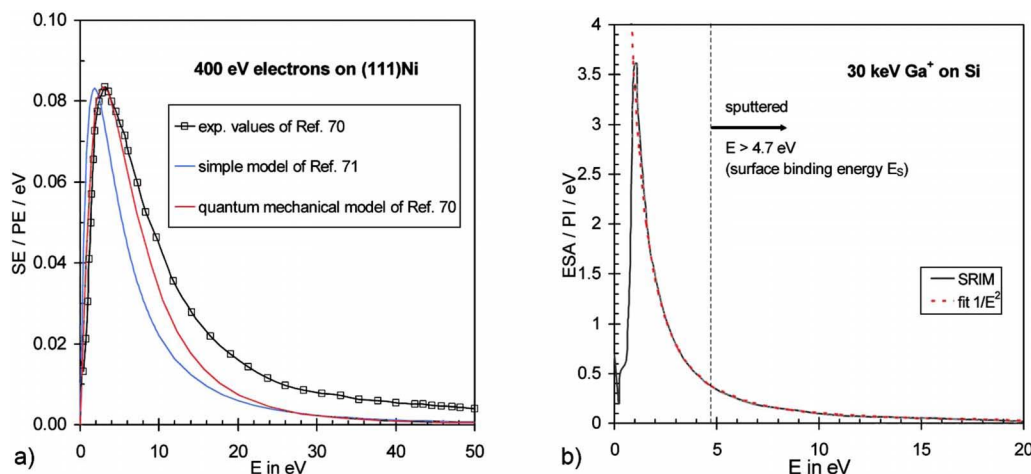 400 eV electrons on (111)Ni
exp. values of Ref. 70
simple model of Ref. 71
quantum mechanical model of Ref. 70
SE / PE / eV
0.10
0.08
0.06
0.04
0.02
0.00
0 10 20 30 40 50
E in eV
a)
30 keV Ga⁺ on Si
sputtered
E > 4.7 eV
(surface binding energy Eₛ)
SRIM
fit 1/E²
ESA / PI / eV
4
3.5
3
2.5
2
1.5
1
0.5
0
0 5 10 15 20
E in eV
b)